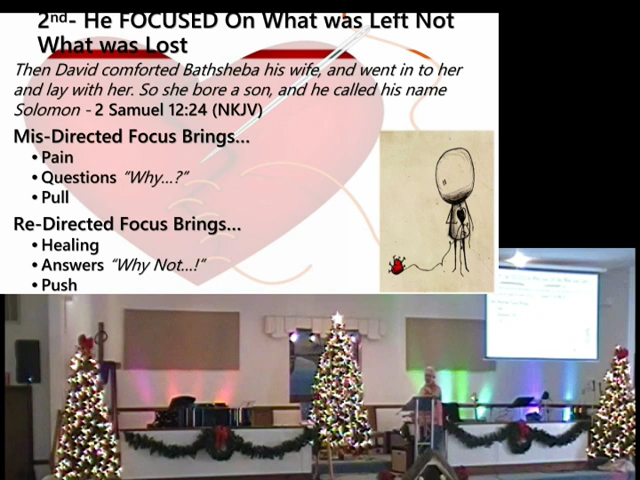 2nd- He FOCUSED On What was Left Not
What was Lost
Then David comforted Bathsheba his wife, and went in to her
and lay with her. So she bore a son, and he called his name
Solomon - 2 Samuel 12:24 (NKJV)
Mis-Directed Focus Brings...
• Pain
• Questions "Why...?"
• Pull
Re-Directed Focus Brings...
• Healing
• Answers "Why Not...!"
• Push